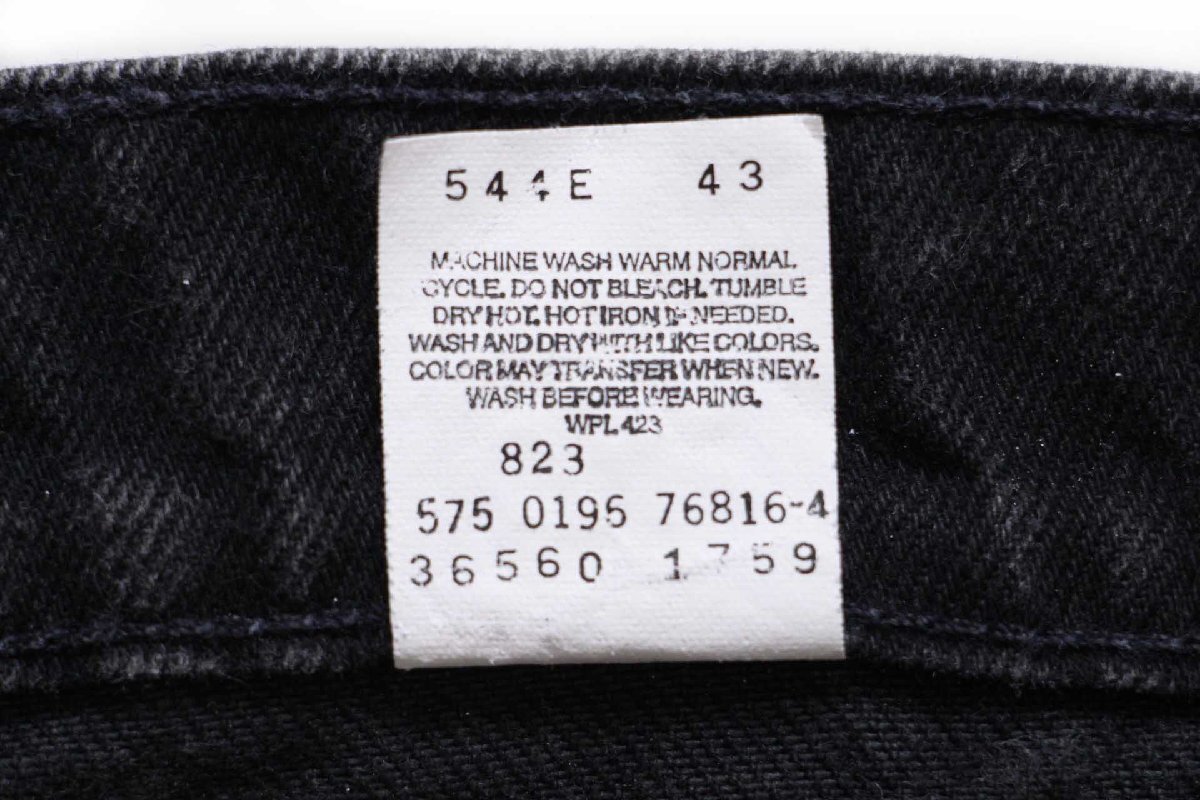 544E 43
MACHINE WASH WARM NORMAL
CYCLE. DO NOT BLEACH. TUMBLE
DRY HOT. HOT IRON IF NEEDED.
WASH AND DRY WITH LIKE COLORS.
COLOR MAY TRANSFER WHEN NEW.
WASH BEFORE WEARING.
WPL 423
823
575 0196 76816-4
36560 1759